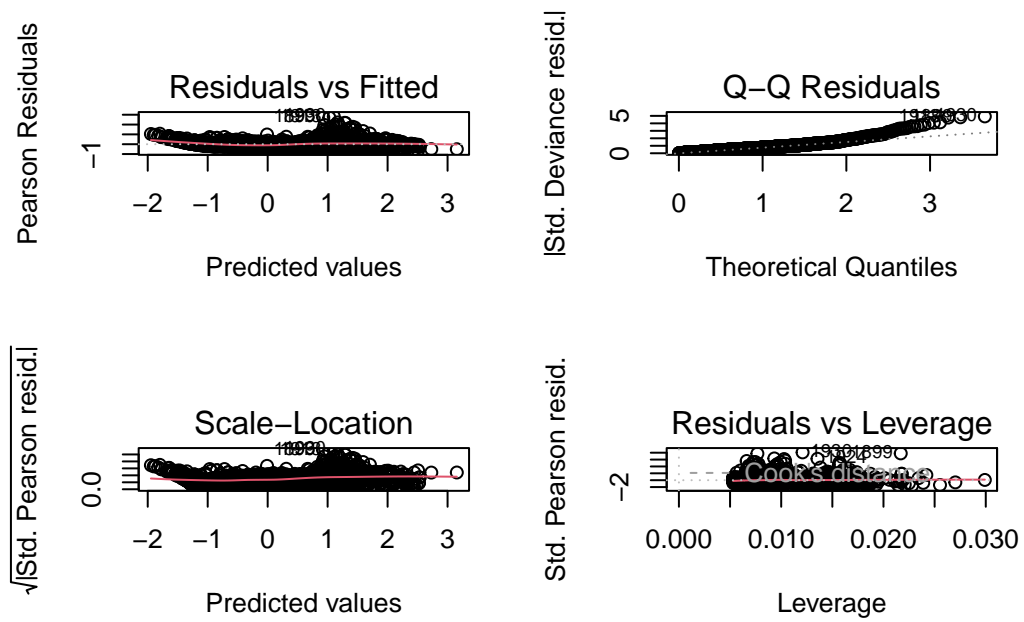 Residuals vs Fitted
Pearson Residuals
−1
−2 −1 0 1 2 3
Predicted values
Q−Q Residuals
|Std. Deviance resid.|
5
0
0 1 2 3
Theoretical Quantiles
Scale−Location
√|Std. Pearson resid.|
0.0
−2 −1 0 1 2 3
Predicted values
Residuals vs Leverage
Std. Pearson resid.
−2
Cook's distance
0.000 0.010 0.020 0.030
Leverage